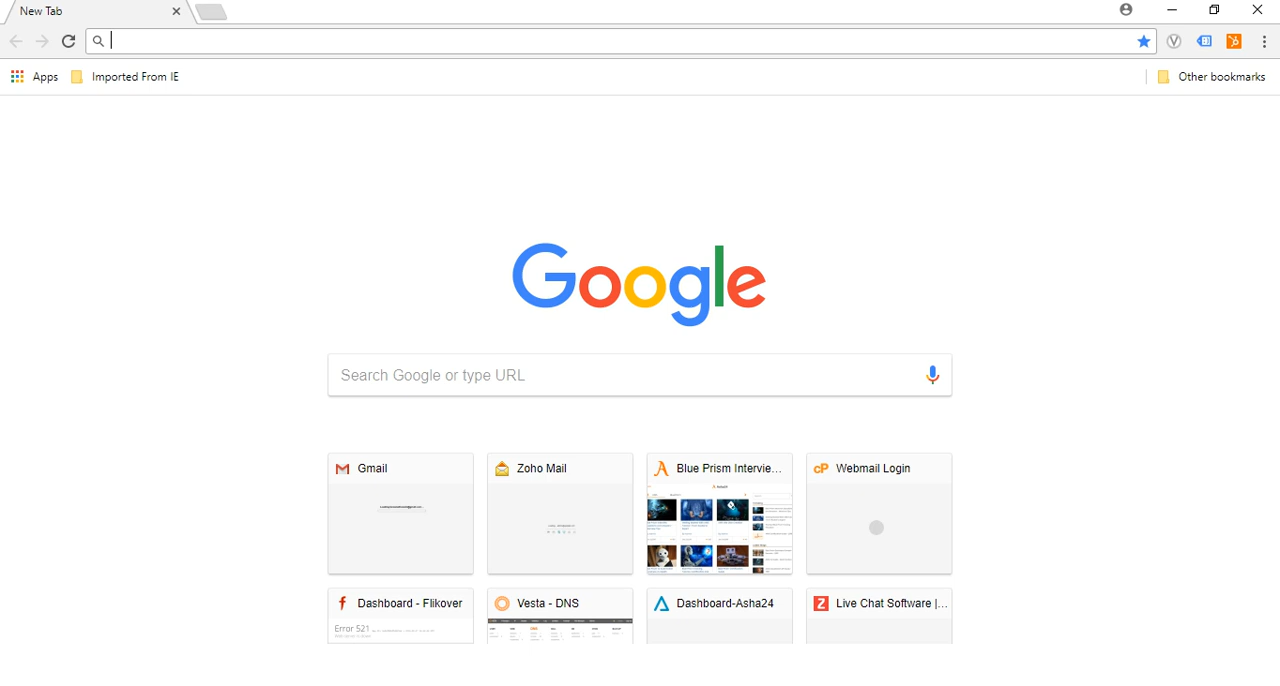 New Tab
Apps
Imported From IE
Other bookmarks
Google
Search Google or type URL
Gmail
Zoho Mail
Blue Prism Intervie...
Webmail Login
Dashboard - Flikover
Vesta - DNS
Dashboard-Asha24
Live Chat Software |...
Error 521